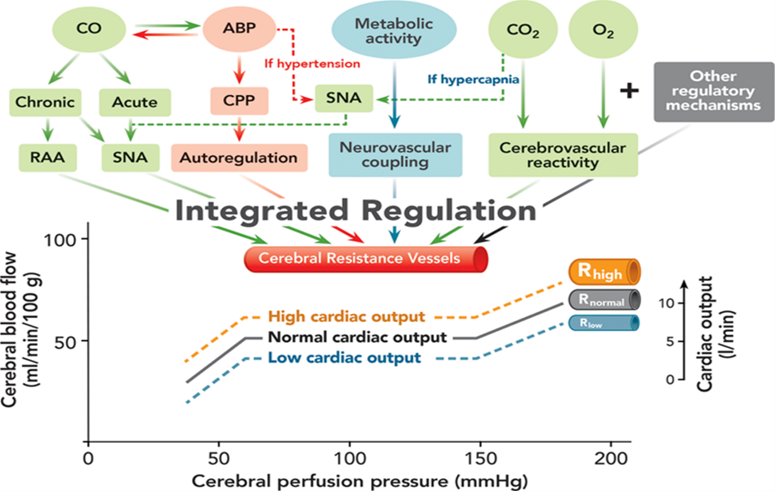 CO
ABP
Metabolic
activity
CO2
O2
If hypertension
If hypercapnia
Chronic
Acute
CPP
SNA
+
Other
regulatory
mechanisms
RAA
SNA
Autoregulation
Neurovascular
coupling
Cerebrovascular
reactivity
Integrated Regulation
Cerebral Resistance Vessels
Cerebral blood flow
(ml/min/100 g)
100
50
High cardiac output
Normal cardiac output
Low cardiac output
Rhigh
Rnormal
Rlow
10
5
0
Cardiac output
(l/min)
0
50
100
150
200
Cerebral perfusion pressure (mmHg)